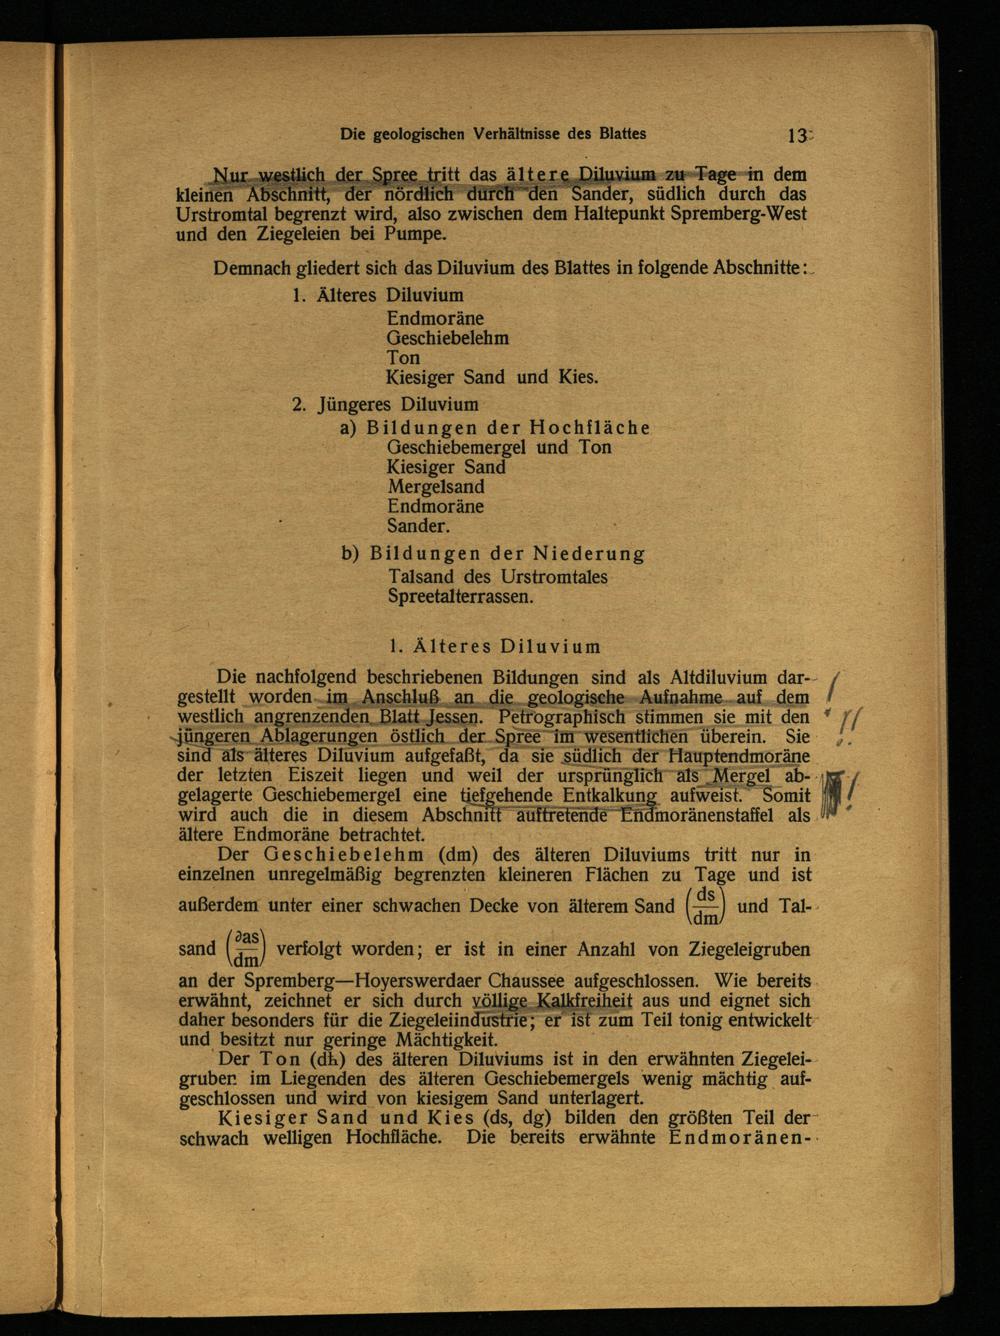 Die geologischen Verhältnisse des Blattes 13
Nur westlich der Spree tritt das ältere Diluvium zu Tage in dem
kleinen Abschnitt, der nördlich durch den Sander, südlich durch das
Urstromtal begrenzt wird, also zwischen dem Haltepunkt Spremberg-West
und den Ziegeleien bei Pumpe.
Demnach gliedert sich das Diluvium des Blattes in folgende Abschnitte:
1. Älteres Diluvium
Endmoräne
Geschiebelehm
Ton
Kiesiger Sand und Kies.
2. Jüngeres Diluvium
a) Bildungen der Hochfläche
Geschiebemergel und Ton
Kiesiger Sand
Mergelsand
Endmoräne
Sander.
b) Bildungen der Niederung
Talsand des Urstromtales
Spreetalterrassen.
1. Älteres Diluvium
Die nachfolgend beschriebenen Bildungen sind als Altdiluvium dar-
gestellt worden im Anschluß an die geologische Aufnahme auf dem
westlich angrenzenden Blatt Jessen. Petrographisch stimmen sie mit den
jüngeren Ablagerungen östlich der Spree im wesentlichen überein. Sie
sind als älteres Diluvium aufgefaßt, da sie südlich der Hauptendmoräne
der letzten Eiszeit liegen und weil der ursprünglich als Mergel ab-
gelagerte Geschiebemergel eine tiefgehende Entkalkung aufweist. Somit
wird auch die in diesem Abschnitt auftretende Endmoränenstaffel als
ältere Endmoräne betrachtet.
Der Geschiebelehm (dm) des älteren Diluviums tritt nur in
einzelnen unregelmäßig begrenzten kleineren Flächen zu Tage und ist
außerdem unter einer schwachen Decke von älterem Sand (ds/dm) und Tal-
sand (∂as/dm) verfolgt worden; er ist in einer Anzahl von Ziegeleigruben
an der Spremberg—Hoyerswerdaer Chaussee aufgeschlossen. Wie bereits
erwähnt, zeichnet er sich durch völlige Kalkfreiheit aus und eignet sich
daher besonders für die Ziegeleiindustrie; er ist zum Teil tonig entwickelt
und besitzt nur geringe Mächtigkeit.
Der Ton (dh) des älteren Diluviums ist in den erwähnten Ziegelei-
gruben im Liegenden des älteren Geschiebemergels wenig mächtig auf-
geschlossen und wird von kiesigem Sand unterlagert.
Kiesiger Sand und Kies (ds, dg) bilden den größten Teil der
schwach welligen Hochfläche. Die bereits erwähnte Endmoränen-